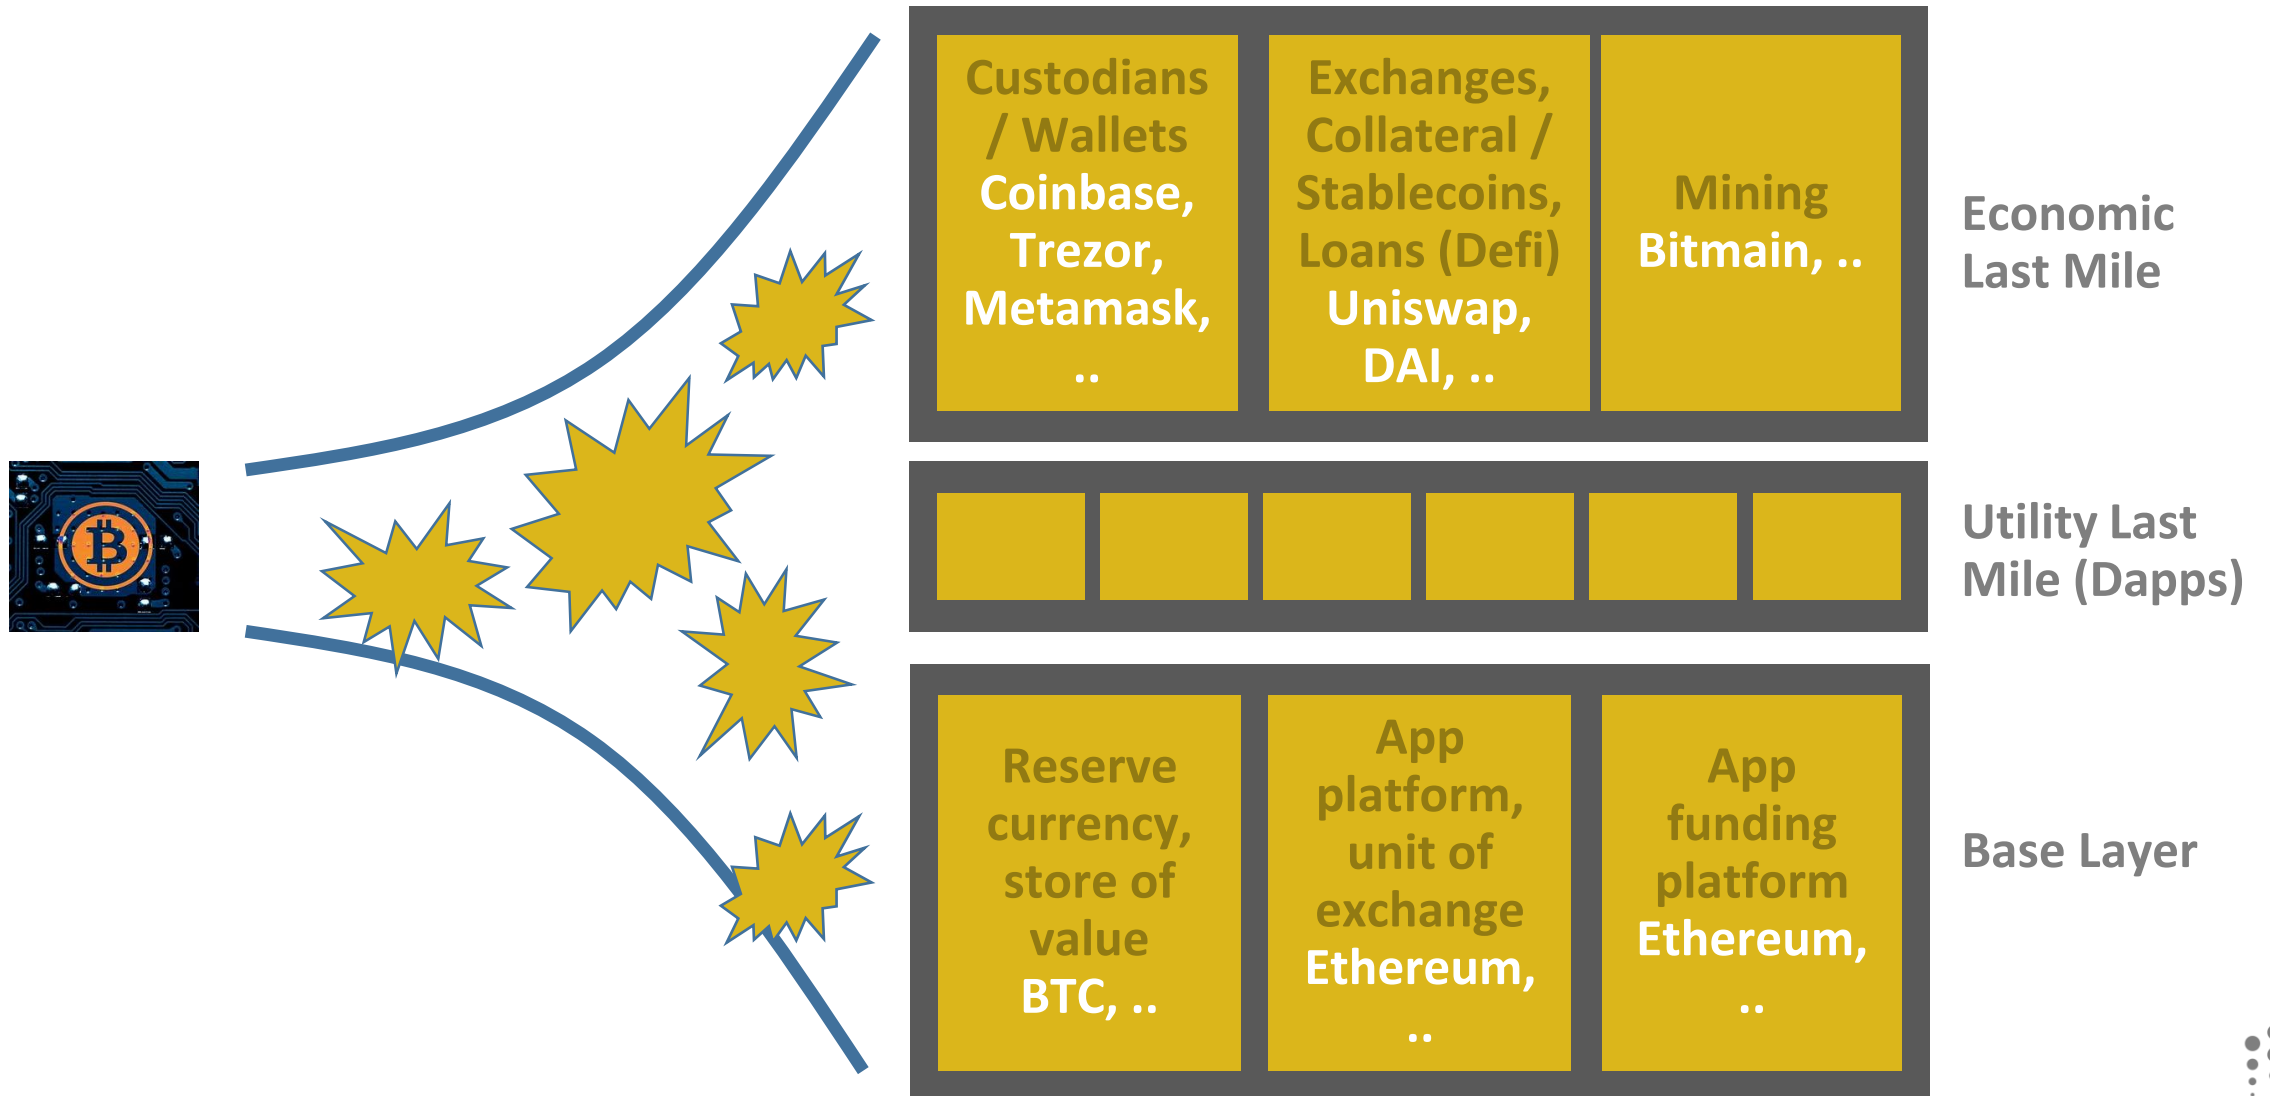 Custodians
/ Wallets
Coinbase,
Trezor,
Metamask,
..
Exchanges,
Collateral /
Stablecoins,
Loans (Defi)
Uniswap,
DAI, ..
Mining
Bitmain, ..
Economic
Last Mile
Utility Last
Mile (Dapps)
Reserve
currency,
store of
value
BTC, ..
App
platform,
unit of
exchange
Ethereum,
..
App
funding
platform
Ethereum,
..
Base Layer